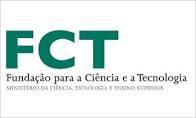 FCT
Fundação para a Ciência e a Tecnologia
MINISTÉRIO DA CIÊNCIA, TECNOLOGIA E ENSINO SUPERIOR